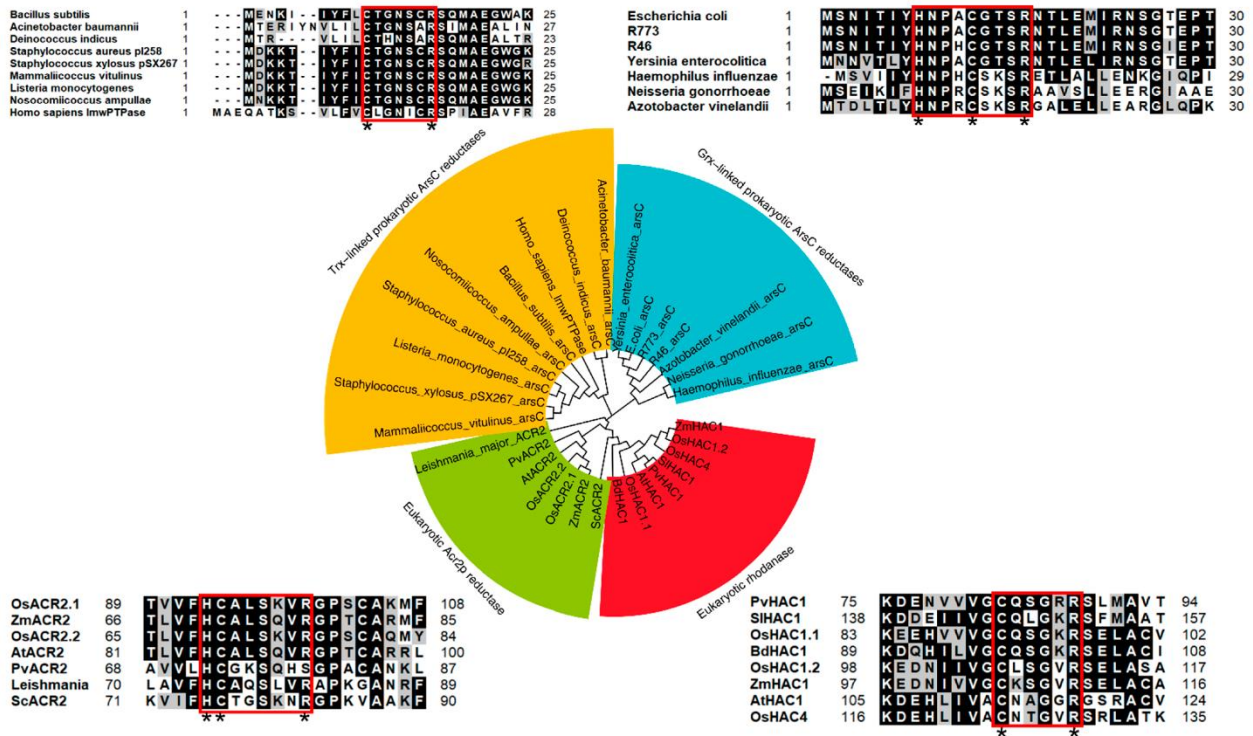 Bacillus subtilis 1 ---MENKI--IYFLCTGNSCRSQMAEGWAK 25
Acinetobacter baumannii 1 ---MTERIYNVLILCTGNSARSIMAEALIN 27
Deinococcus indicus 1 ---MTR----VLILCTHNSARSQMAEALTR 23
Staphylococcus aureus pI258 1 ---MDKKT--IYFICTGNSCRSQMAEGWGK 25
Staphylococcus xylosus pSX267 1 ---MDKKT--IYFICTGNSCRSQMAEGWGR 25
Mammaliicoccus vitulinus 1 ---MDKKT--IYFICTGNSCRSQMAEGWGK 25
Listeria monocytogenes 1 ---MDKKT--IYFICTGNSCRSQMAEGWGK 25
Nosocomiicoccus ampullae 1 ---MNKKT--IYFICTGNSCRSQMAEGWGK 25
Homo sapiens lmwPTPase 1 MAEQATKS--VLFVCLGNICRSPIAEAVFR 28
* *
Escherichia coli 1 MSNITIYHNPACGTSRNTLEMIRNSGTEPT 30
R773 1 MSNITIYHNPACGTSRNTLEMIRNSGTEPT 30
R46 1 MSNITIYHNPHCGTSRNTLEMIRNSGIEPT 30
Yersinia enterocolitica 1 MNNVTLYHNPACGTSRNTLELIRNSGTEPT 30
Haemophilus influenzae 1 -MSVIIYHNPHCSKSRETLALLENKGIQPI 29
Neisseria gonorrhoeae 1 MSEIKIFHNPRCSKSRAAVSLLEERGIAAE 30
Azotobacter vinelandii 1 MTDLTLYHNPRCSKSRGALELLEARGLQPK 30
* * *
Trx-linked prokaryotic ArsC reductases
Grx-linked prokaryotic ArsC reductases
Acinetobacter_baumannii_arsC
Deinococcus_indicus_arsC
Homo_sapiens_lmwPTPase
Bacillus_subtilis_arsC
Nosocomiicoccus_ampullae_arsC
Staphylococcus_aureus_pI258_arsC
Listeria_monocytogenes_arsC
Staphylococcus_xylosus_pSX267_arsC
Mammaliicoccus_vitulinus_arsC
Yersinia_enterocolitica_arsC
E.coli_arsC
R773_arsC
R46_arsC
Azotobacter_vinelandii_arsC
Neisseria_gonorrhoeae_arsC
Haemophilus_influenzae_arsC
Leishmania_major_ACR2
PvACR2
AtACR2
OsACR2.2
OsACR2.1
ZmACR2
ScACR2
ZmHAC1
OsHAC1.2
OsHAC4
SlHAC1
PvHAC1
AtHAC1
OsHAC1.1
BdHAC1
Eukaryotic Acr2p reductase
Eukaryotic rhodanase
OsACR2.1 89 TVVFHCALSKVRGPSCAKMF 108
ZmACR2 66 TLVFHCALSQVRGPTCARMF 85
OsACR2.2 65 TLVFHCALSKVRGPSCAQMY 84
AtACR2 81 TLVFHCALSQVRGPTCARRL 100
PvACR2 68 AVVLHCGKSQHSGPACANKL 87
Leishmania 70 LAVFHCAQSLVRAPKGANRF 89
ScACR2 71 KVIFHCTGSKNRGPKVAAKF 90
** *
PvHAC1 75 KDENVVVGCQSGRRSLMAVT 94
SlHAC1 138 KDDEIIVGCQLGKRSFMAAT 157
OsHAC1.1 83 KEEHVVVGCQSGKRSELACV 102
BdHAC1 89 KDQHILVGCQSGKRSELACI 108
OsHAC1.2 98 KEDNIIVGCLSGVRSELASA 117
ZmHAC1 97 KEDNIVVGCKSGVRSELACA 116
AtHAC1 105 KDEHLIVACNAGGRGSRACV 124
OsHAC4 116 KDEHLIVACNTGVRSRLATK 135
* *